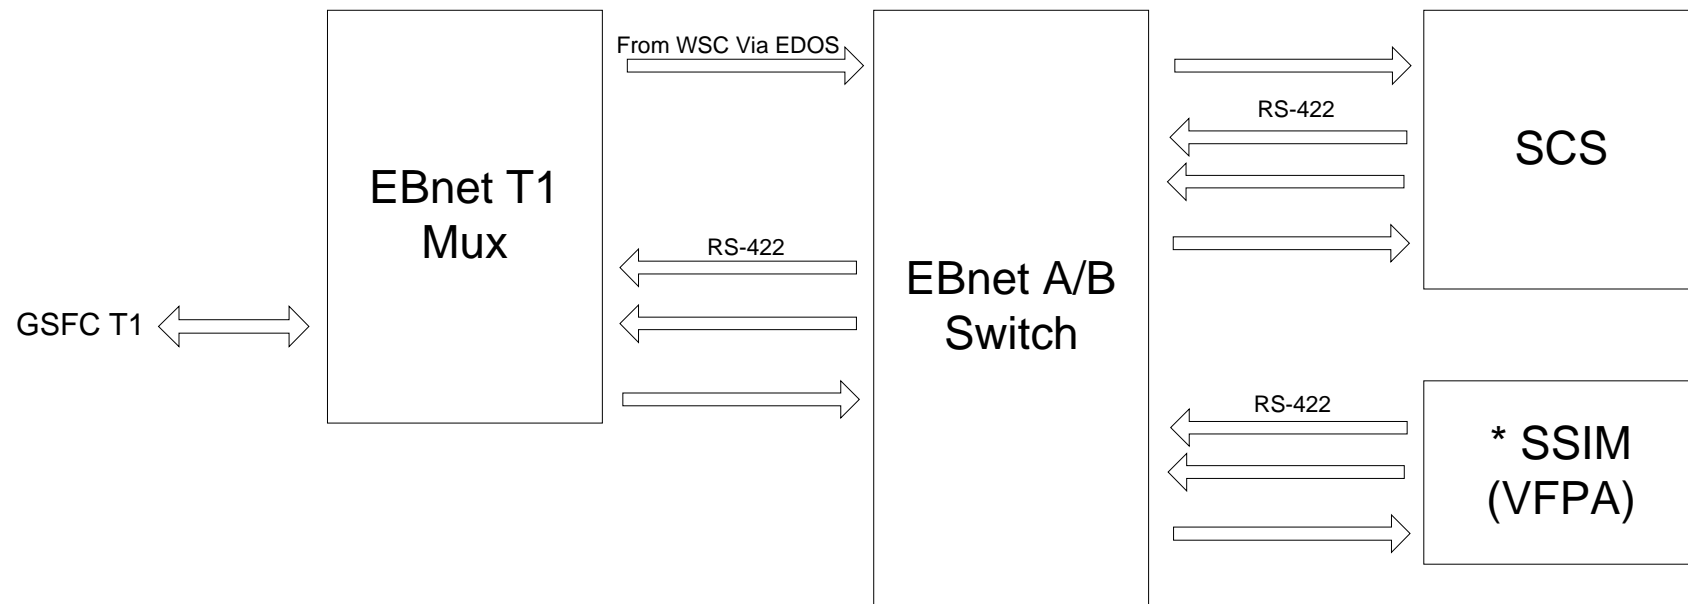 From WSC Via EDOS
EBnet T1
Mux
RS-422
GSFC T1
EBnet A/B
Switch
RS-422
SCS
RS-422
* SSIM
(VFPA)